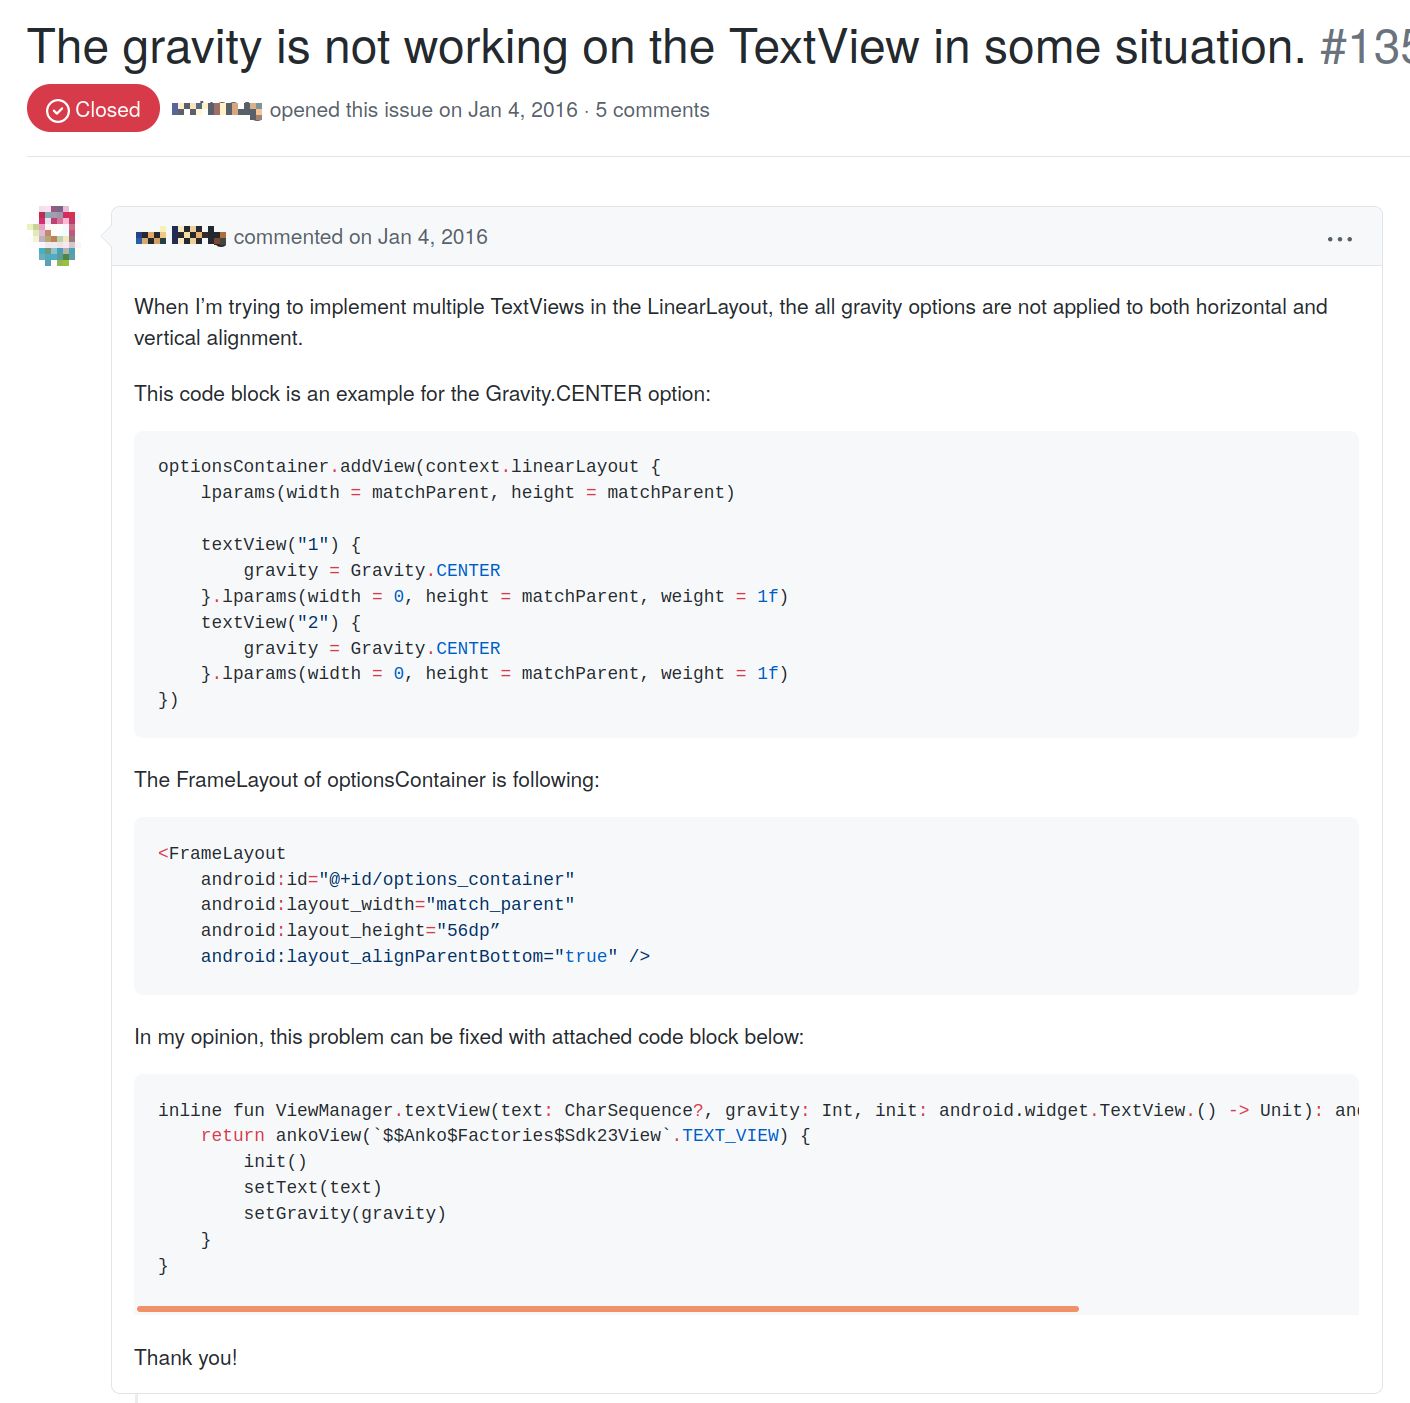 The gravity is not working on the TextView in some situation. #135
Closed opened this issue on Jan 4, 2016 · 5 comments
commented on Jan 4, 2016
When I’m trying to implement multiple TextViews in the LinearLayout, the all gravity options are not applied to both horizontal and
vertical alignment.
This code block is an example for the Gravity.CENTER option:
optionsContainer.addView(context.linearLayout {
    lparams(width = matchParent, height = matchParent)
    textView("1") {
        gravity = Gravity.CENTER
    }.lparams(width = 0, height = matchParent, weight = 1f)
    textView("2") {
        gravity = Gravity.CENTER
    }.lparams(width = 0, height = matchParent, weight = 1f)
})
The FrameLayout of optionsContainer is following:
<FrameLayout
    android:id="@+id/options_container"
    android:layout_width="match_parent"
    android:layout_height="56dp”
    android:layout_alignParentBottom="true" />
In my opinion, this problem can be fixed with attached code block below:
inline fun ViewManager.textView(text: CharSequence?, gravity: Int, init: android.widget.TextView.() -> Unit): and
    return ankoView(`$$Anko$Factories$Sdk23View`.TEXT_VIEW) {
        init()
        setText(text)
        setGravity(gravity)
    }
}
Thank you!